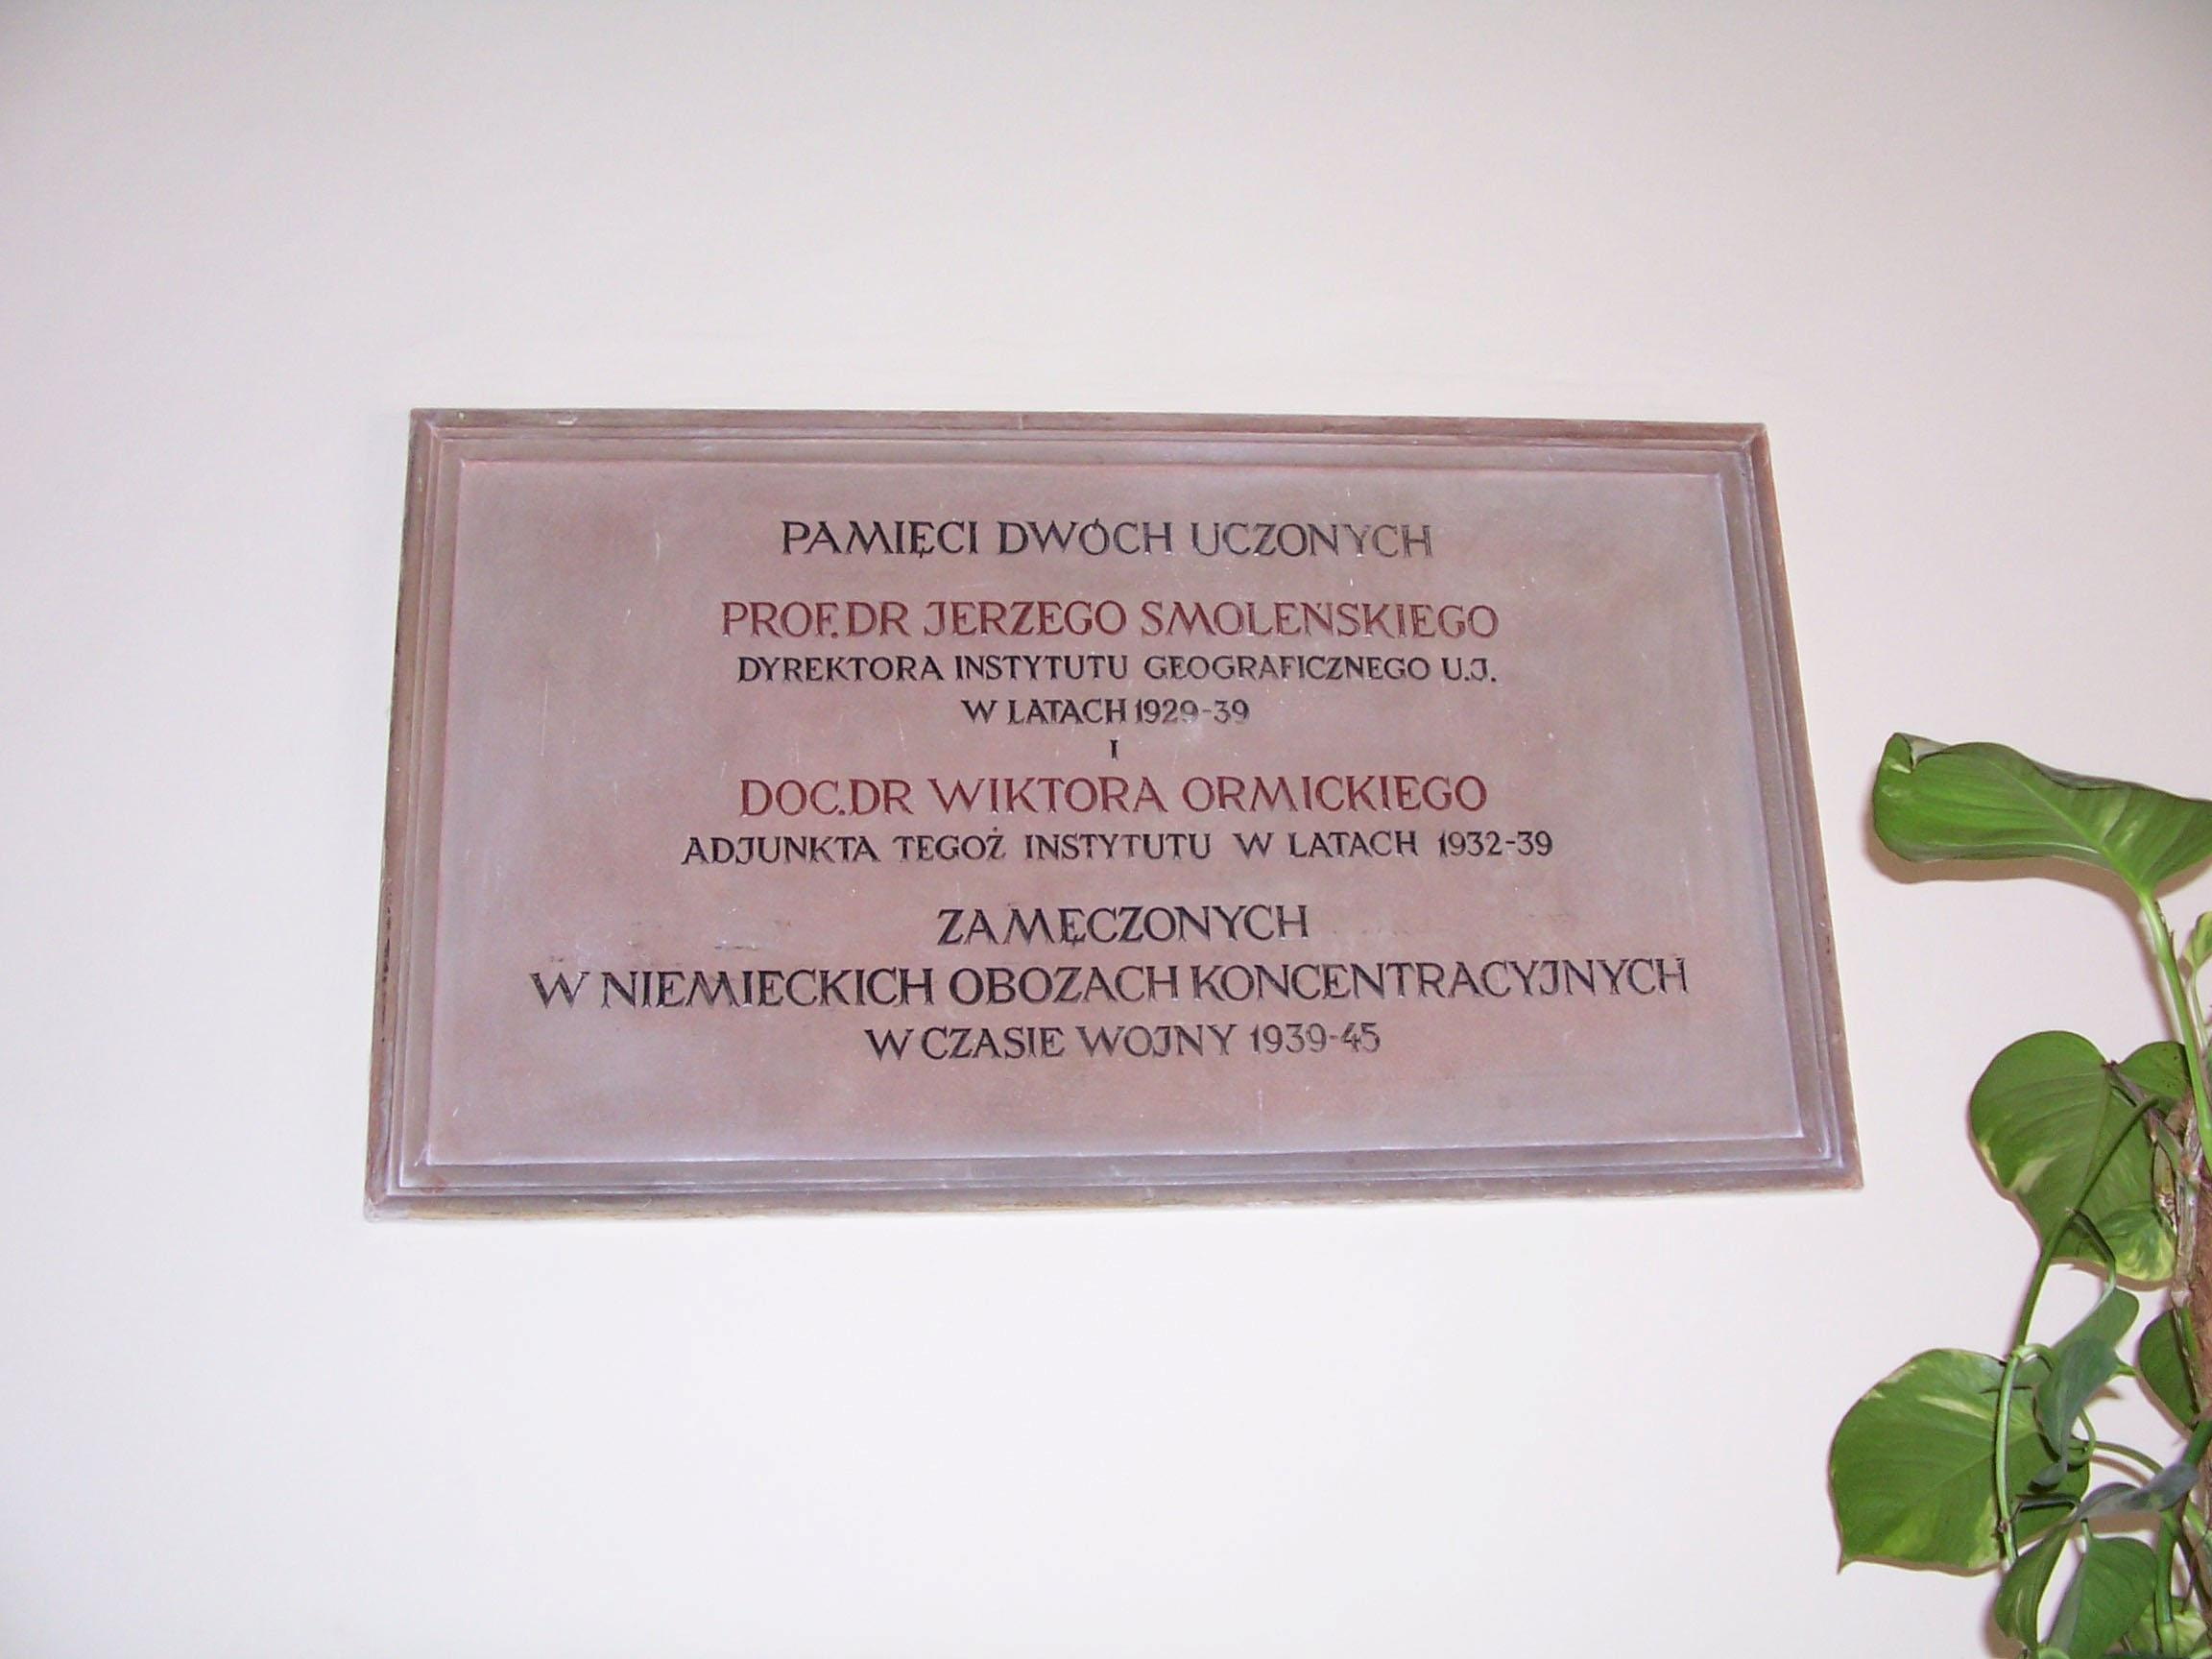 PAMIĘCI DWÓCH UCZONYCH
PROF.DR JERZEGO SMOLEŃSKIEGO
DYREKTORA INSTYTUTU GEOGRAFICZNEGO U.J.
W LATACH 1929-39
I
DOC.DR WIKTORA ORMICKIEGO
ADJUNKTA TEGOŻ INSTYTUTU W LATACH 1932-39
ZAMĘCZONYCH
W NIEMIECKICH OBOZACH KONCENTRACYJNYCH
W CZASIE WOJNY 1939-45